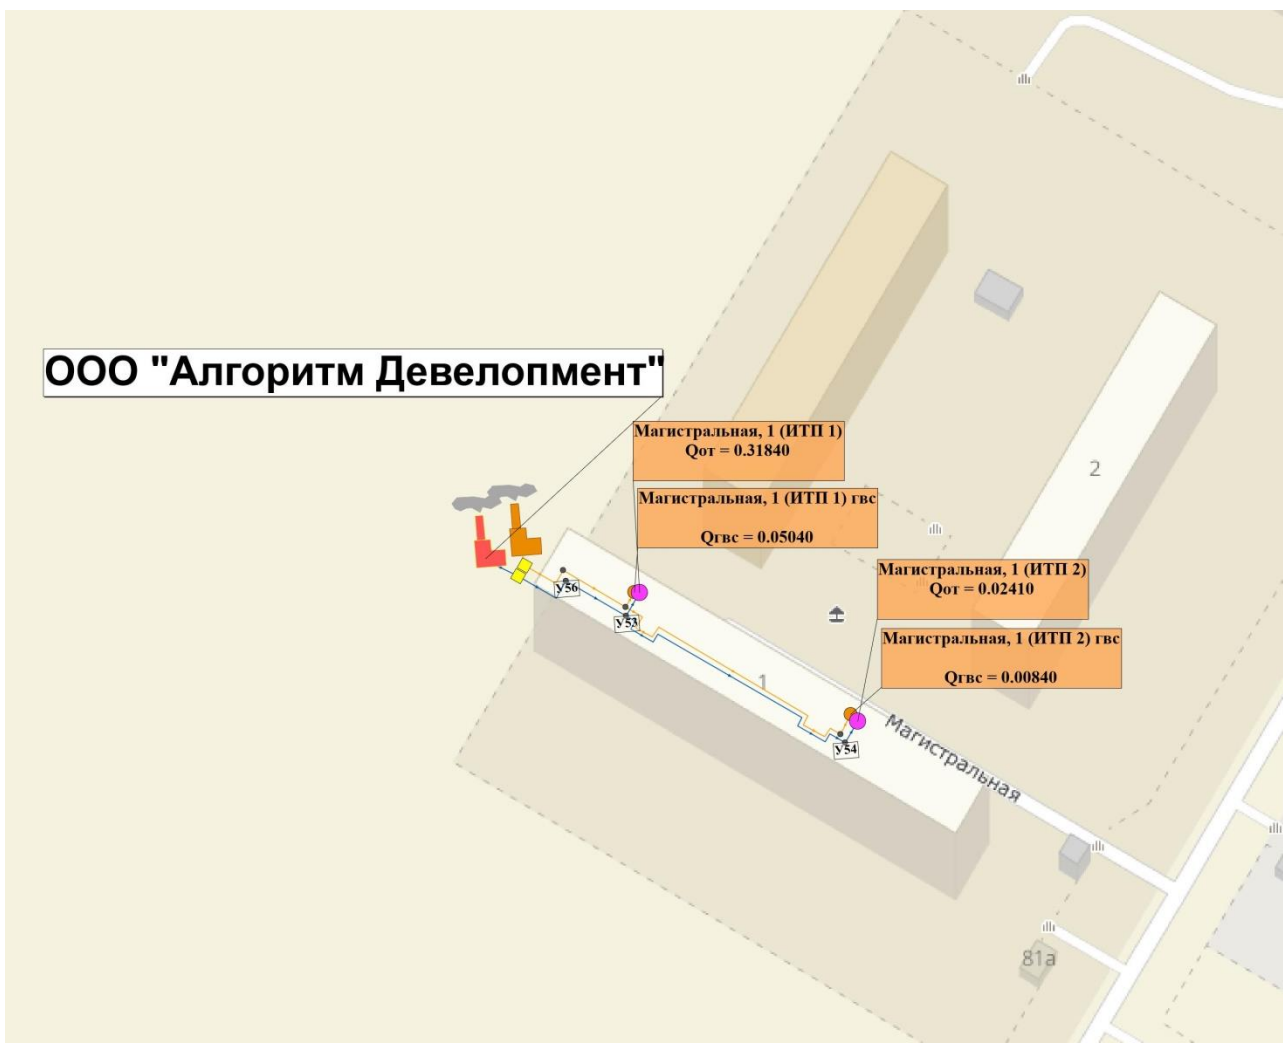 ООО "Алгоритм Девелопмент"
Магистральная, 1 (ИТП 1)
Qот = 0.31840
Магистральная, 1 (ИТП 1) гвс
Qгвс = 0.05040
2
Магистральная, 1 (ИТП 2)
Qот = 0.02410
Магистральная, 1 (ИТП 2) гвс
Qгвс = 0.00840
У56
У53
1
У54
Магистральная
81а